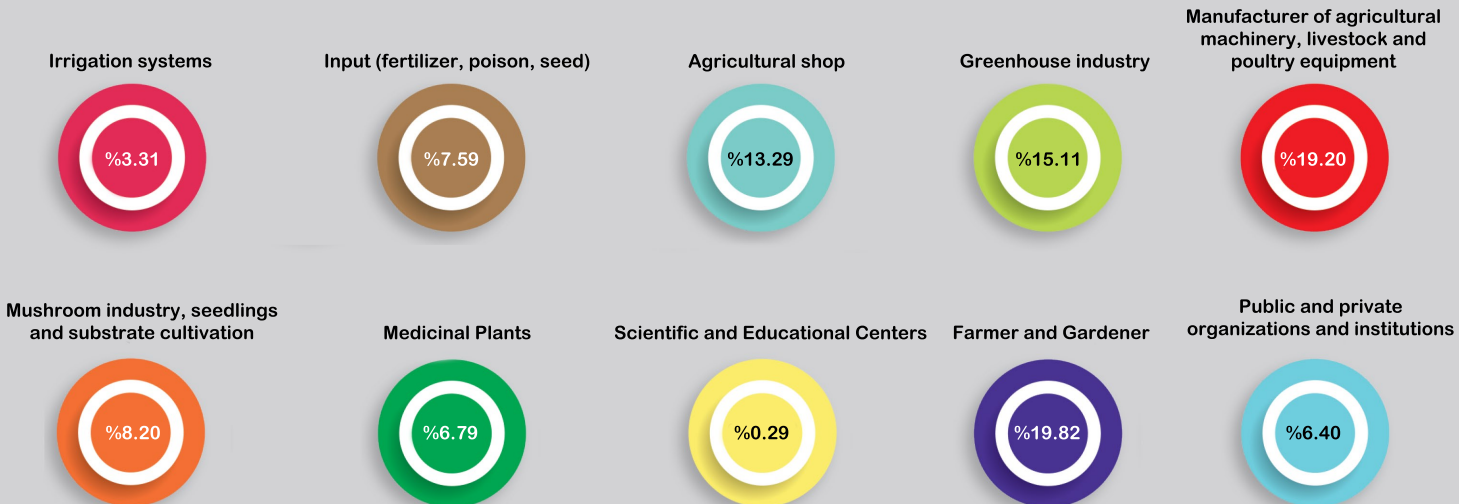 Irrigation systems
%3.31
Input (fertilizer, poison, seed)
%7.59
Agricultural shop
%13.29
Greenhouse industry
%15.11
Manufacturer of agricultural
machinery, livestock and
poultry equipment
%19.20
Mushroom industry, seedlings
and substrate cultivation
%8.20
Medicinal Plants
%6.79
Scientific and Educational Centers
%0.29
Farmer and Gardener
%19.82
Public and private
organizations and institutions
%6.40